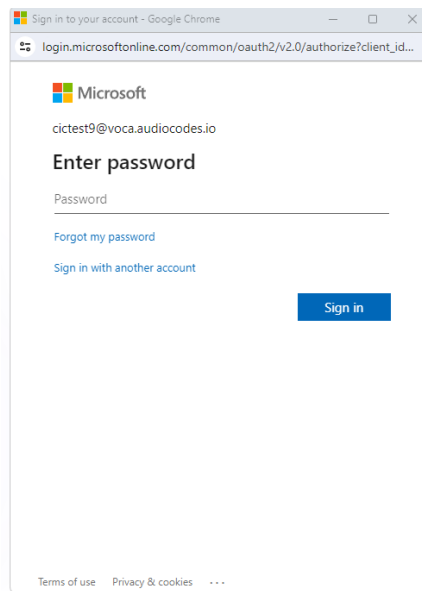 Sign in to your account - Google Chrome
login.microsoftonline.com/common/oauth2/v2.0/authorize?client_id...
Microsoft
cictest9@voca.audiocodes.io
Enter password
Password
Forgot my password
Sign in with another account
Sign in
Terms of use Privacy & cookies ...